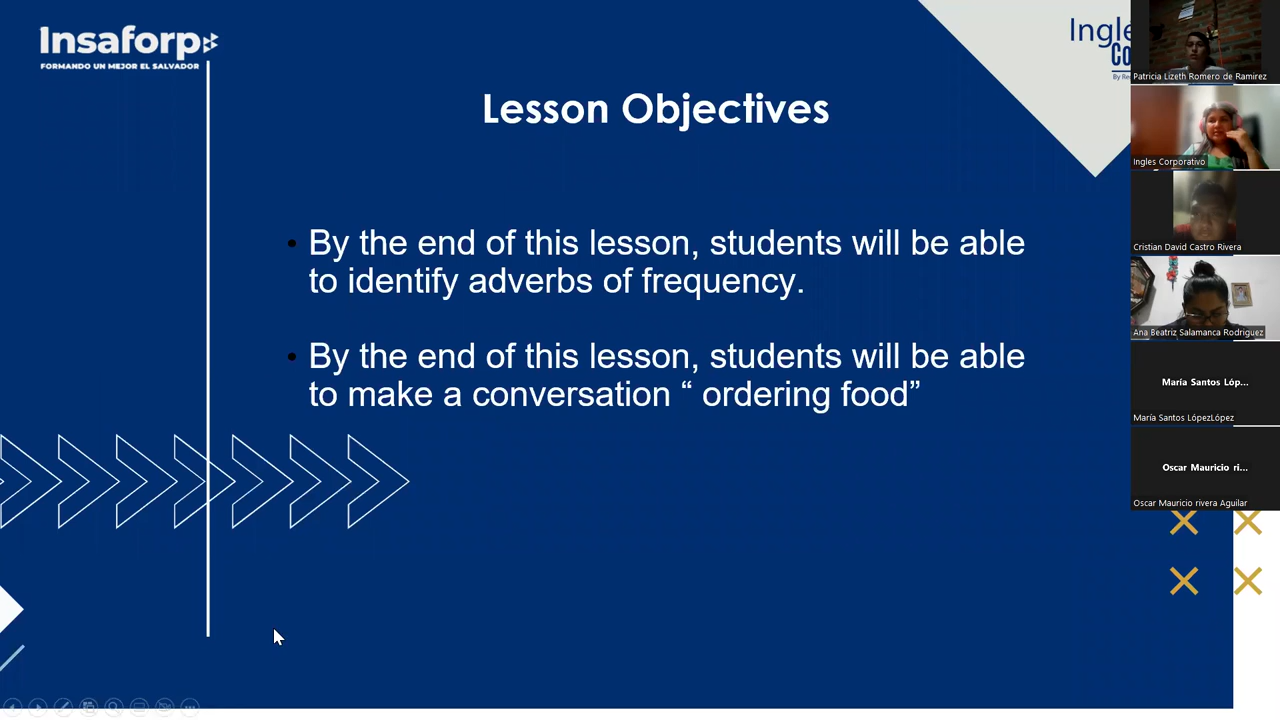 Insaforp
FORMANDO UN MEJOR EL SALVADOR
Ingle
Co
Lesson Objectives
• By the end of this lesson, students will be able
to identify adverbs of frequency.
• By the end of this lesson, students will be able
to make a conversation “ ordering food”
Patricia Lizeth Romero de Ramirez
Ingles Corporativo
Cristian David Castro Rivera
Ana Beatriz Salamanca Rodriguez
María Santos Lóp...
María Santos LópezLópez
Oscar Mauricio ri...
Oscar Mauricio rivera Aguilar